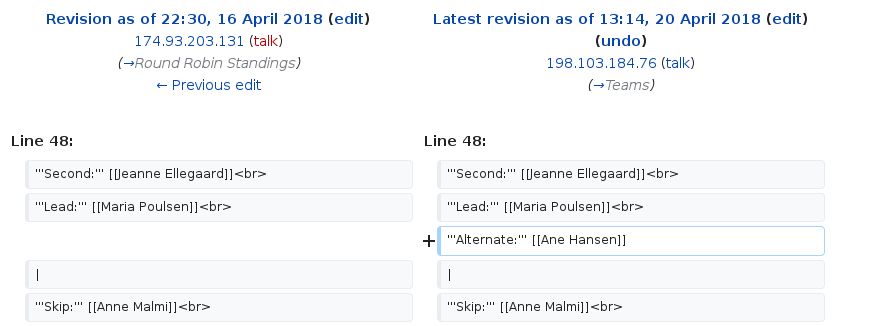 Revision as of 22:30, 16 April 2018 (edit)
174.93.203.131 (talk)
(→Round Robin Standings)
← Previous edit
Latest revision as of 13:14, 20 April 2018 (edit)
(undo)
198.103.184.76 (talk)
(→Teams)
Line 48:
Line 48:
'''Second:''' [[Jeanne Ellegaard]]<br>
'''Second:''' [[Jeanne Ellegaard]]<br>
'''Lead:''' [[Maria Poulsen]]<br>
'''Lead:''' [[Maria Poulsen]]<br>
+ '''Alternate:''' [[Ane Hansen]]
|
|
'''Skip:''' [[Anne Malmi]]<br>
'''Skip:''' [[Anne Malmi]]<br>